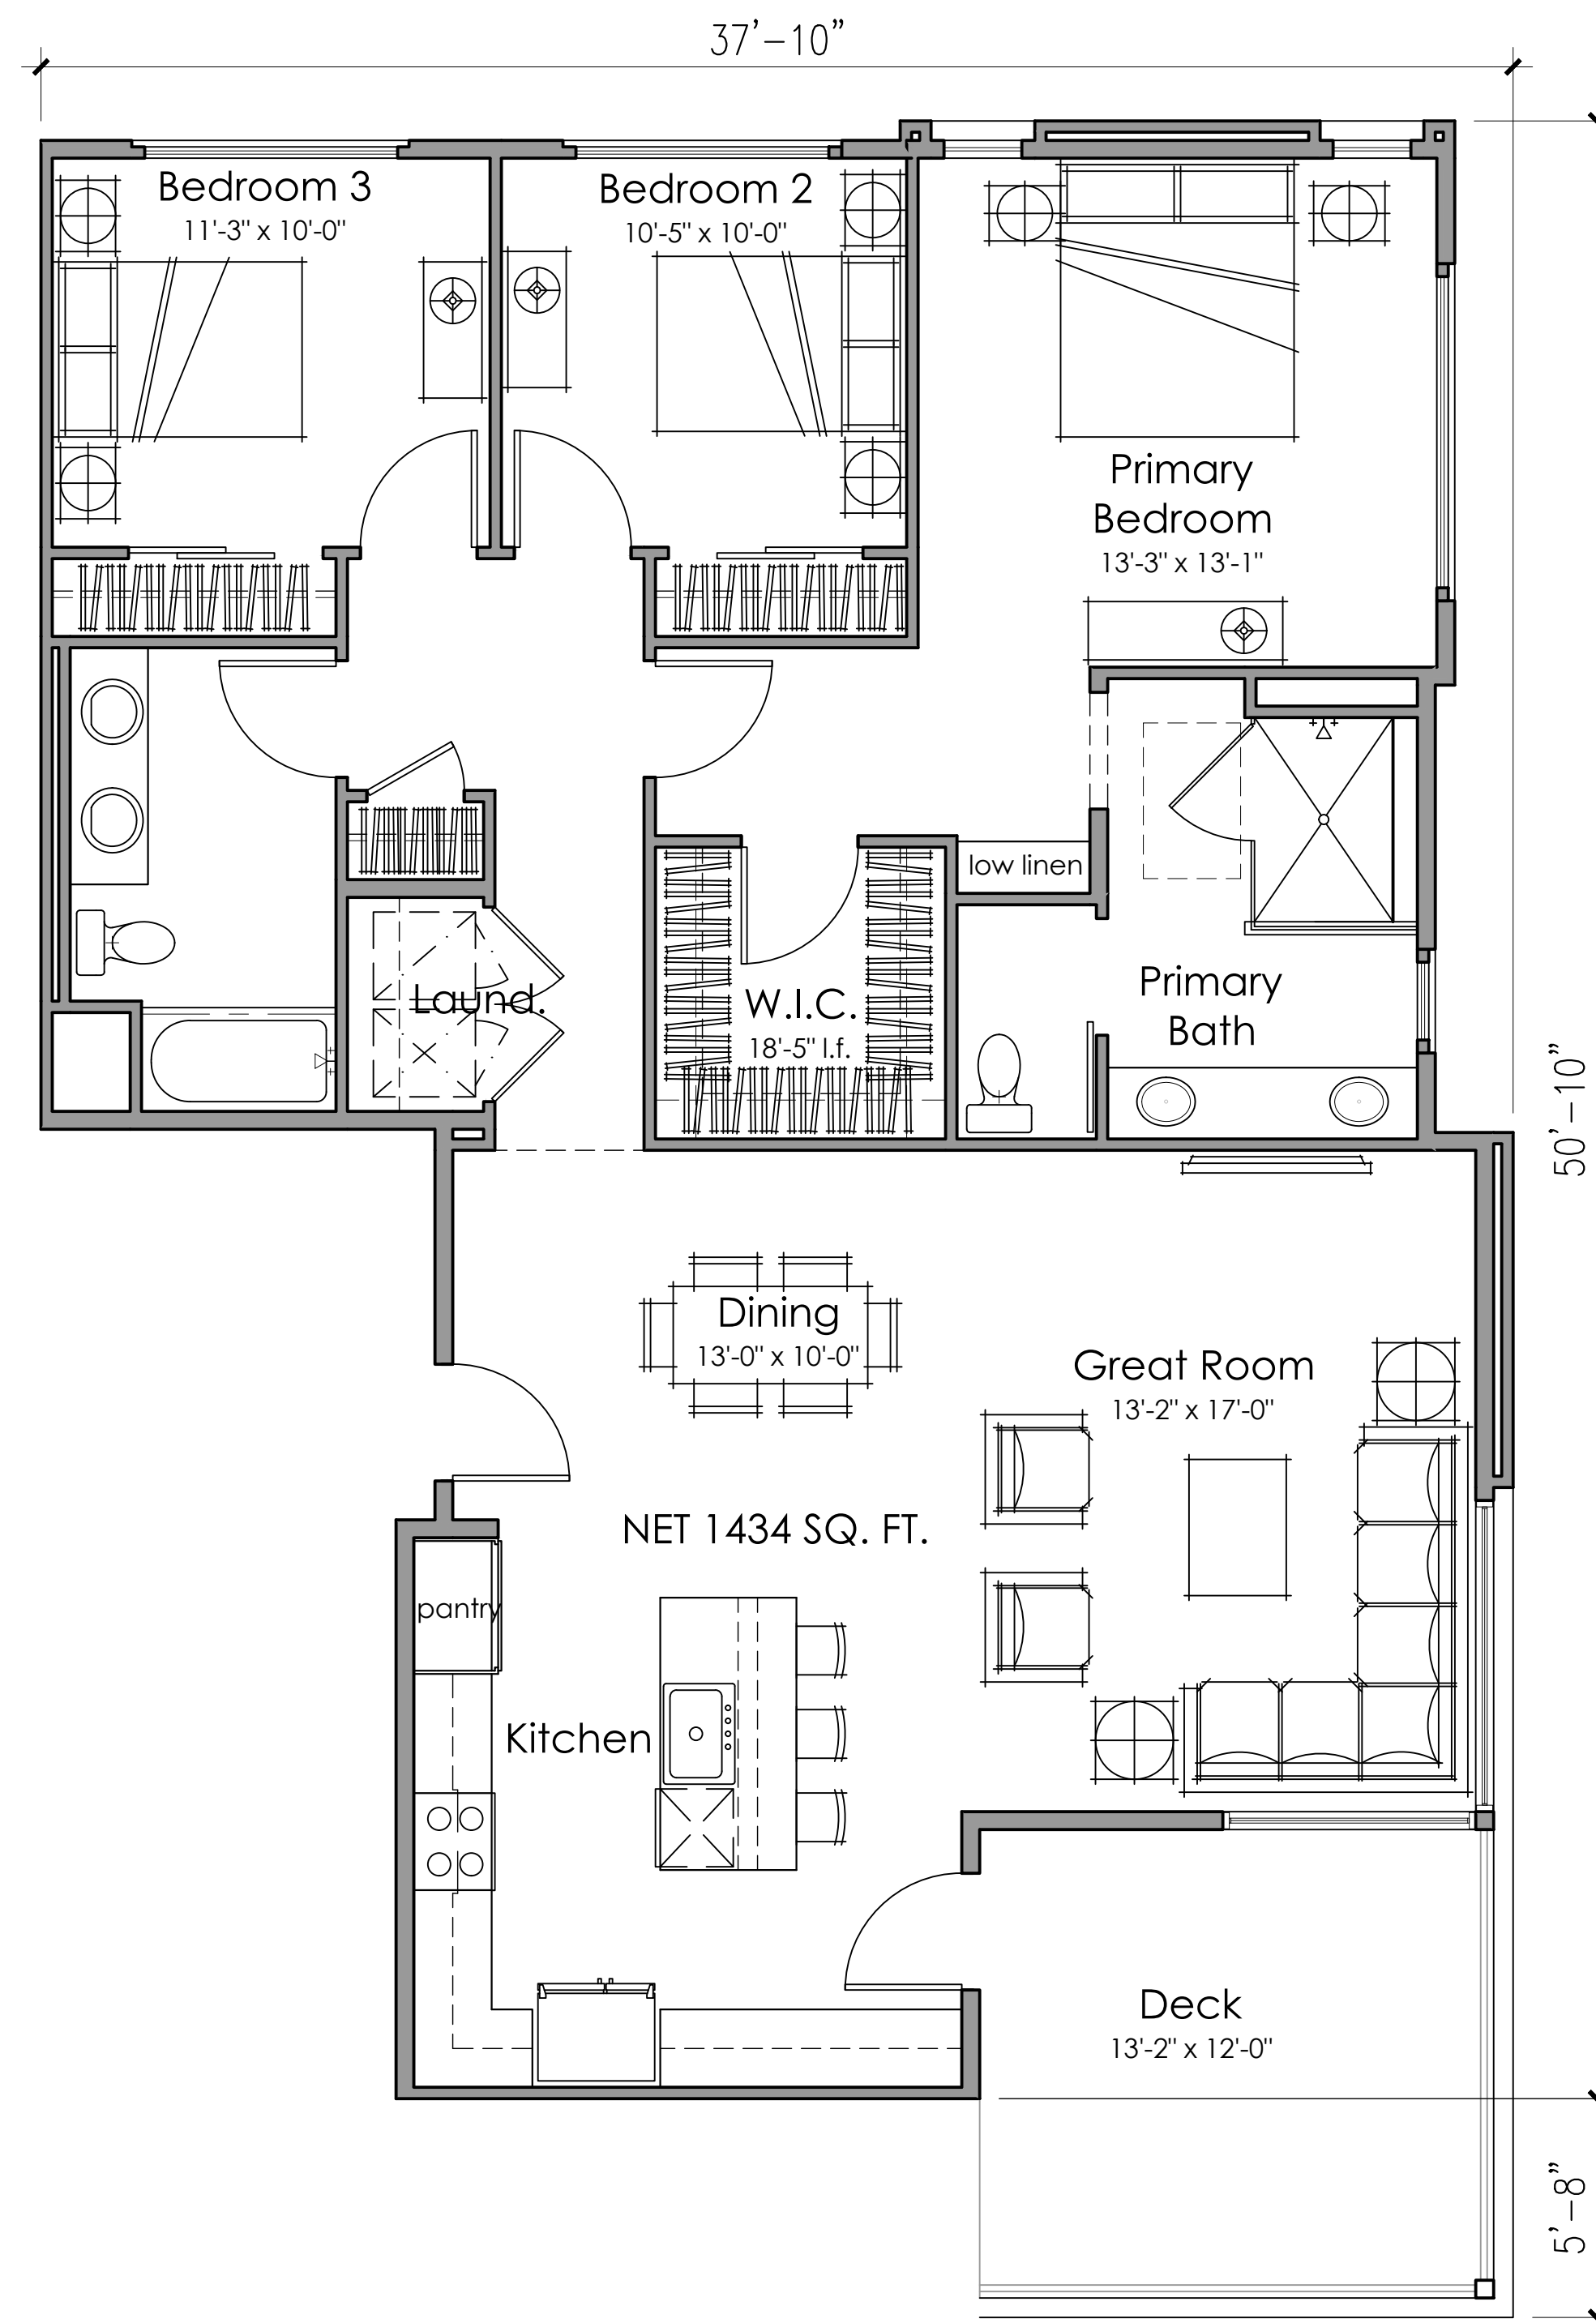 37’-10”
Bedroom 3
11'-3" x 10'-0"
Bedroom 2
10'-5" x 10'-0"
Primary
Bedroom
13'-3" x 13'-1"
low linen
Laund.
W.I.C.
18'-5" l.f.
Primary
Bath
50’-10”
Dining
13'-0" x 10'-0"
Great Room
13'-2" x 17'-0"
NET 1434 SQ. FT.
pantry
Kitchen
Deck
13'-2" x 12'-0"
5’-8”